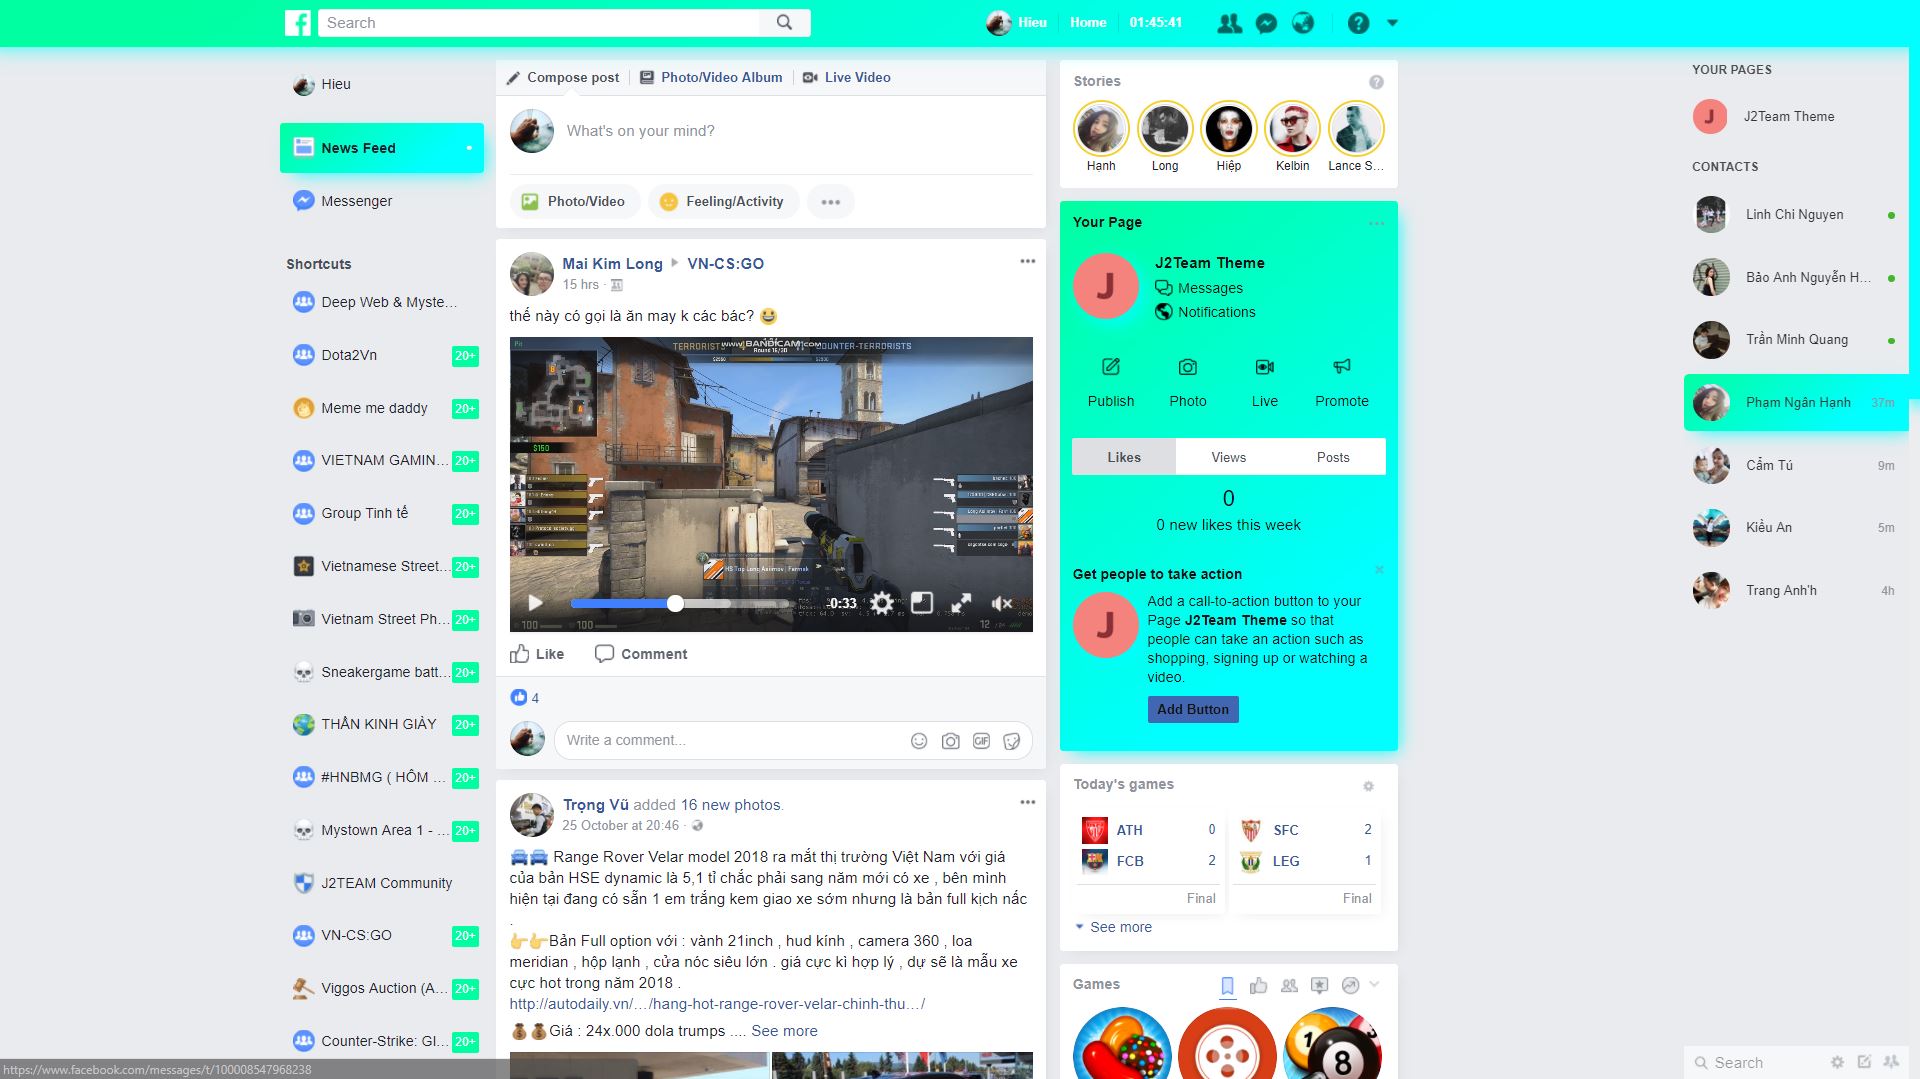 Search
Hieu
Home
01:45:41
Hieu
News Feed
Messenger
Shortcuts
Deep Web & Myste…
Dota2Vn 20+
Meme me daddy 20+
VIETNAM GAMIN… 20+
Group Tinh tế 20+
Vietnamese Street… 20+
Vietnam Street Ph… 20+
Sneakergame batt… 20+
THẦN KINH GIÀY 20+
#HNBMG ( HÔM … 20+
Mystown Area 1 - … 20+
J2TEAM Community
VN-CS:GO 20+
Viggos Auction (A… 20+
Counter-Strike: Gl… 20+
https://www.facebook.com/messages/t/100008547968238
Compose post
Photo/Video Album
Live Video
What's on your mind?
Photo/Video
Feeling/Activity
Mai Kim Long VN-CS:GO
15 hrs ·
thế này có gọi là ăn may k các bác? 😀
Pit
TERRORISTS
www.BANDICAM.com
COUNTER-TERRORISTS
Round 16/30
$150
0:33
100
100
12
Like
Comment
4
Write a comment...
GIF
Trọng Vũ added 16 new photos.
25 October at 20:46 ·
🚘🚘 Range Rover Velar model 2018 ra mắt thị trường Việt Nam với giá
của bản HSE dynamic là 5,1 tỉ chắc phải sang năm mới có xe , bên mình
hiện tại đang có sẵn 1 em trắng kem giao xe sớm nhưng là bản full kịch nấc
.
👉👉Bản Full option với : vành 21inch , hud kính , camera 360 , loa
meridian , hộp lạnh , cửa nóc siêu lớn . giá cực kì hợp lý , dự sẽ là mẫu xe
cực hot trong năm 2018 .
http://autodaily.vn/…/hang-hot-range-rover-velar-chinh-thu…/
💰💰Giá : 24x.000 dola trumps .... See more
Stories
Hạnh
Long
Hiệp
Kelbin
Lance S…
Your Page
J
J2Team Theme
Messages
Notifications
Publish
Photo
Live
Promote
Likes
Views
Posts
0
0 new likes this week
Get people to take action
J
Add a call-to-action button to your
Page J2Team Theme so that
people can take an action such as
shopping, signing up or watching a
video.
Add Button
Today's games
ATH 0
FCB 2
Final
SFC 2
LEG 1
Final
See more
Games
1
8
YOUR PAGES
J
J2Team Theme
CONTACTS
Linh Chi Nguyen
Bảo Anh Nguyễn H…
Trần Minh Quang
Phạm Ngân Hạnh 37m
Cẩm Tú 9m
Kiều An 5m
Trang Anh'h 4h
Search